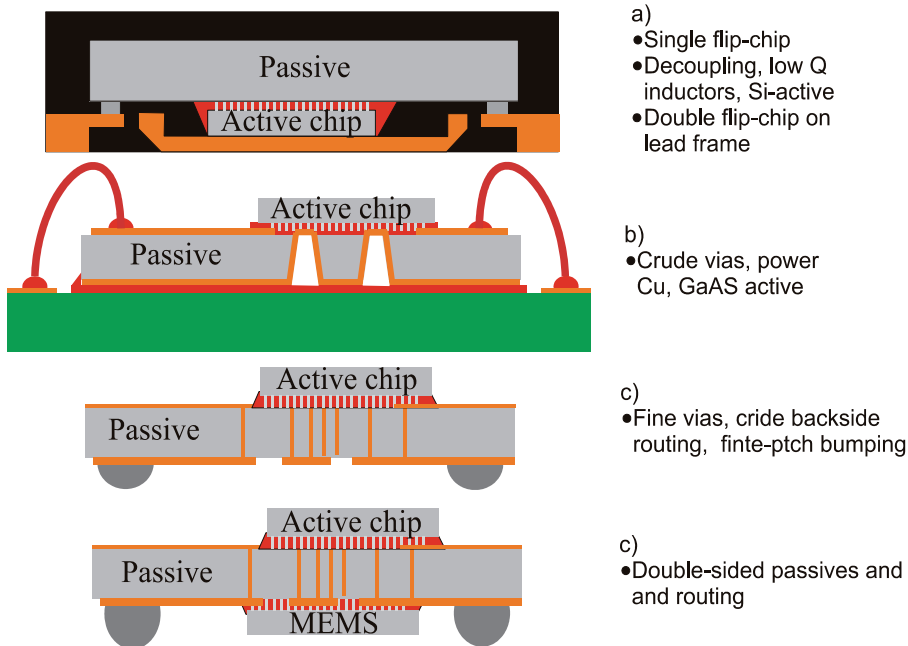 a)
●Single flip-chip
●Decoupling, low Q
inductors, Si-active
●Double flip-chip on
lead frame
Passive
Active chip
Active chip
Passive
b)
●Crude vias, power
Cu, GaAS active
Active chip
Passive
c)
●Fine vias, cride backside
routing, finte-ptch bumping
Active chip
Passive
MEMS
c)
●Double-sided passives and
and routing